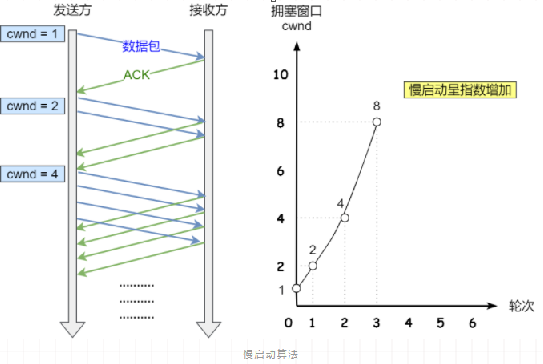 发送方
接收方
cwnd = 1
数据包
ACK
cwnd = 2
cwnd = 4
..........
..........
..........
拥塞窗口
cwnd
慢启动呈指数增加
10
8
6
4
2
1
8
4
2
0 1 2 3 4 5 6
轮次
慢启动算法